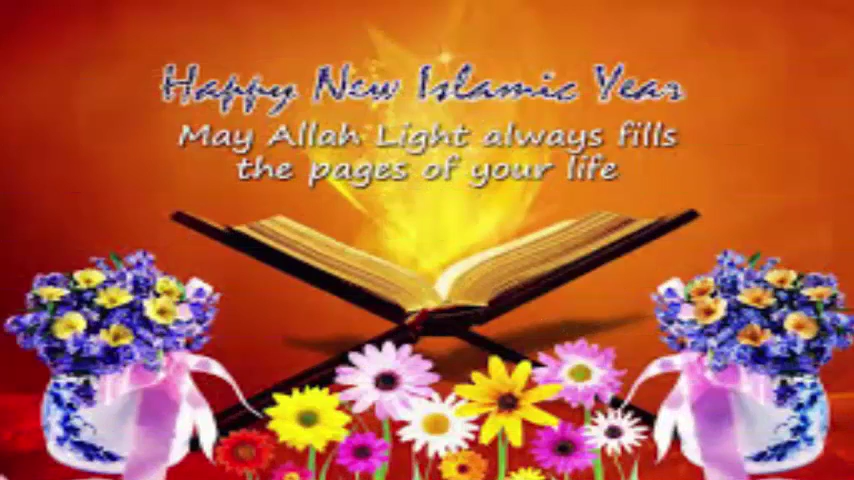 Happy New Islamic Year
May Allah Light always fills
the pages of your life